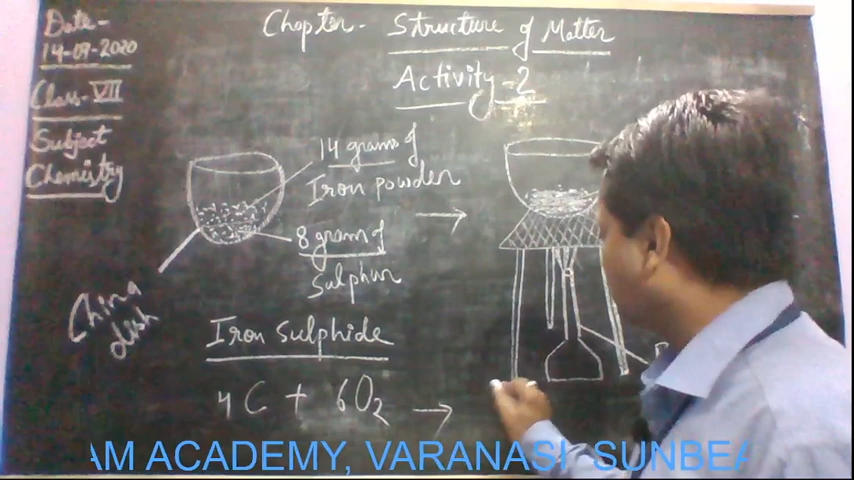 Date-
14-09-2020
Class-VII
Subject
Chemistry
Chapter- Structure of Matter
Activity-2
14 grams of
Iron powder
8 grams of
Sulphur
China
dish
Iron Sulphide
4C + 6O2 →
AM ACADEMY, VARANASI SUNBEA